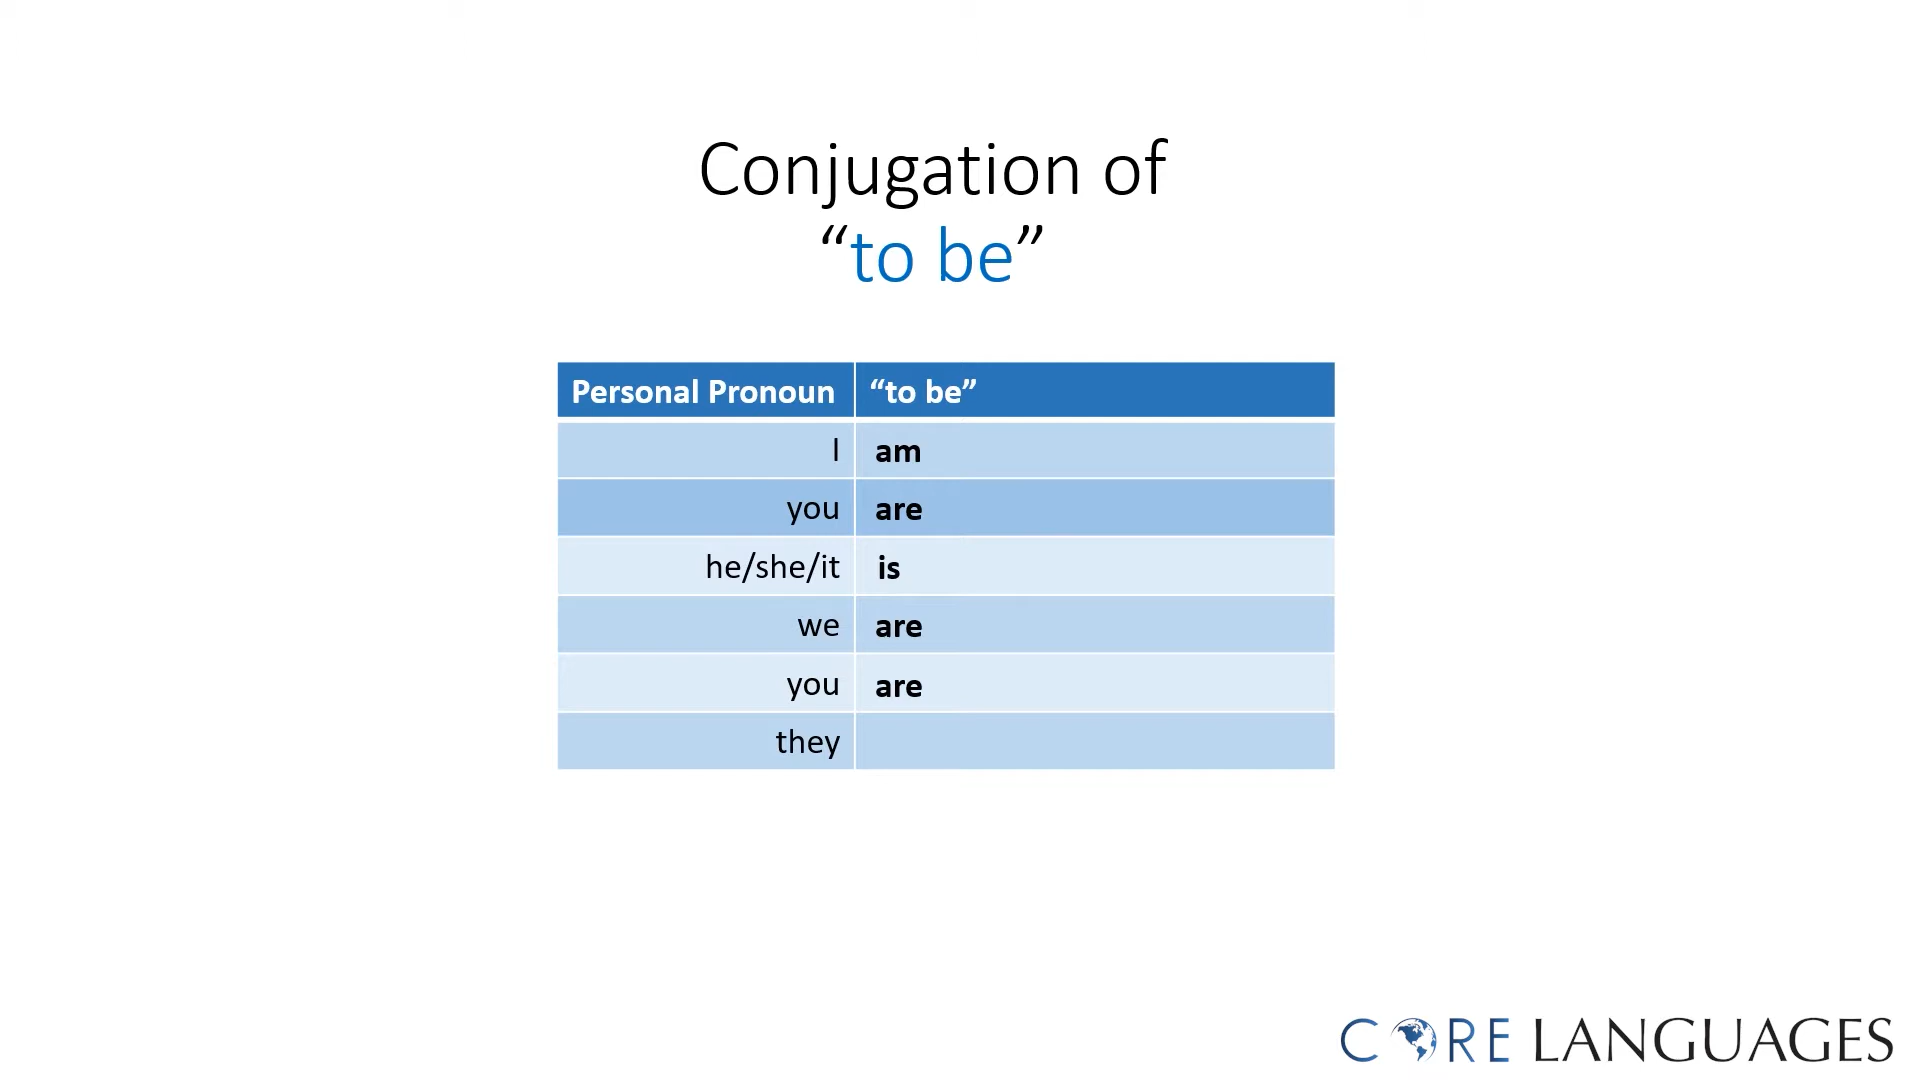 Conjugation of
“to be”
Personal Pronoun “to be”
I am
you are
he/she/it is
we are
you are
they
CORE LANGUAGES